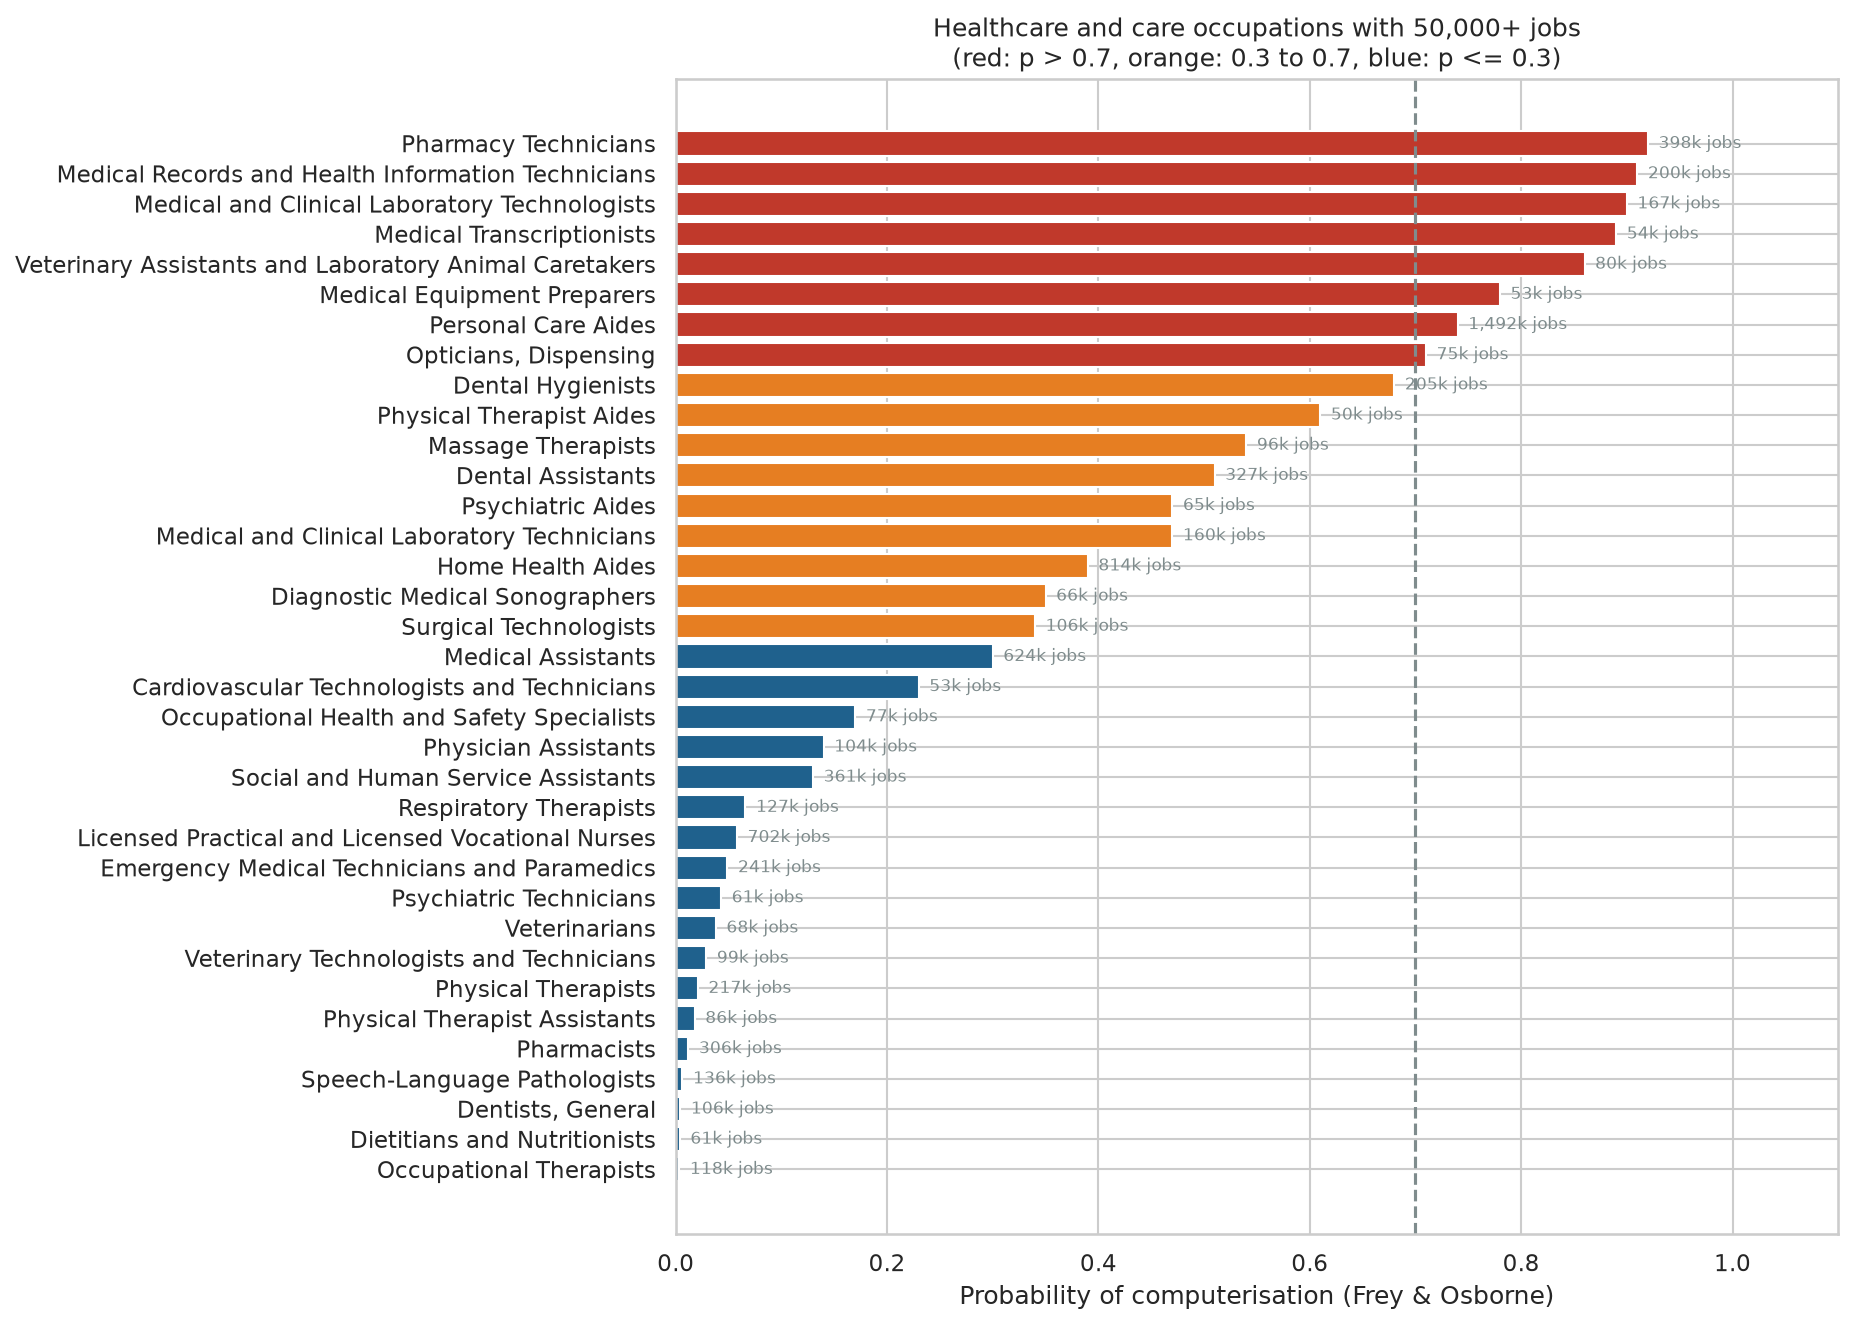 Healthcare and care occupations with 50,000+ jobs
(red: p > 0.7, orange: 0.3 to 0.7, blue: p <= 0.3)
Pharmacy Technicians 398k jobs
Medical Records and Health Information Technicians 200k jobs
Medical and Clinical Laboratory Technologists 167k jobs
Medical Transcriptionists 54k jobs
Veterinary Assistants and Laboratory Animal Caretakers 80k jobs
Medical Equipment Preparers 53k jobs
Personal Care Aides 1,492k jobs
Opticians, Dispensing 75k jobs
Dental Hygienists 205k jobs
Physical Therapist Aides 50k jobs
Massage Therapists 96k jobs
Dental Assistants 327k jobs
Psychiatric Aides 65k jobs
Medical and Clinical Laboratory Technicians 160k jobs
Home Health Aides 814k jobs
Diagnostic Medical Sonographers 66k jobs
Surgical Technologists 106k jobs
Medical Assistants 624k jobs
Cardiovascular Technologists and Technicians 53k jobs
Occupational Health and Safety Specialists 77k jobs
Physician Assistants 104k jobs
Social and Human Service Assistants 361k jobs
Respiratory Therapists 127k jobs
Licensed Practical and Licensed Vocational Nurses 702k jobs
Emergency Medical Technicians and Paramedics 241k jobs
Psychiatric Technicians 61k jobs
Veterinarians 68k jobs
Veterinary Technologists and Technicians 99k jobs
Physical Therapists 217k jobs
Physical Therapist Assistants 86k jobs
Pharmacists 306k jobs
Speech-Language Pathologists 136k jobs
Dentists, General 106k jobs
Dietitians and Nutritionists 61k jobs
Occupational Therapists 118k jobs
0.0 0.2 0.4 0.6 0.8 1.0
Probability of computerisation (Frey & Osborne)